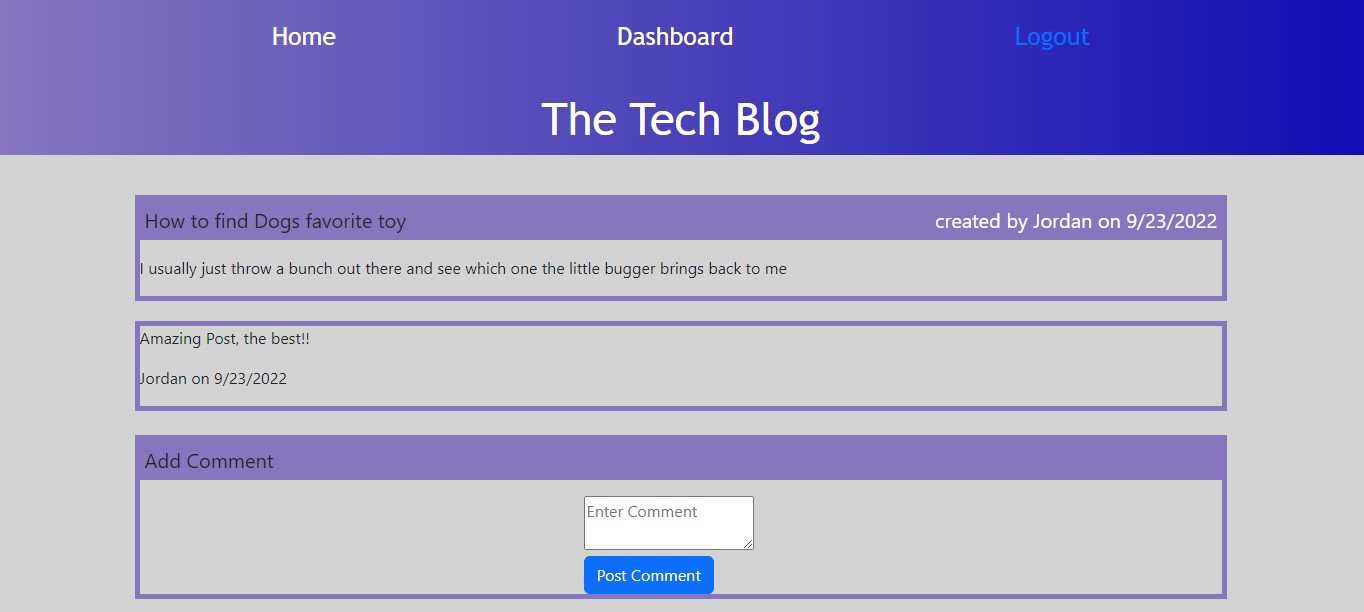 Home Dashboard Logout
The Tech Blog
How to find Dogs favorite toy created by Jordan on 9/23/2022
I usually just throw a bunch out there and see which one the little bugger brings back to me
Amazing Post, the best!!
Jordan on 9/23/2022
Add Comment
Enter Comment
Post Comment